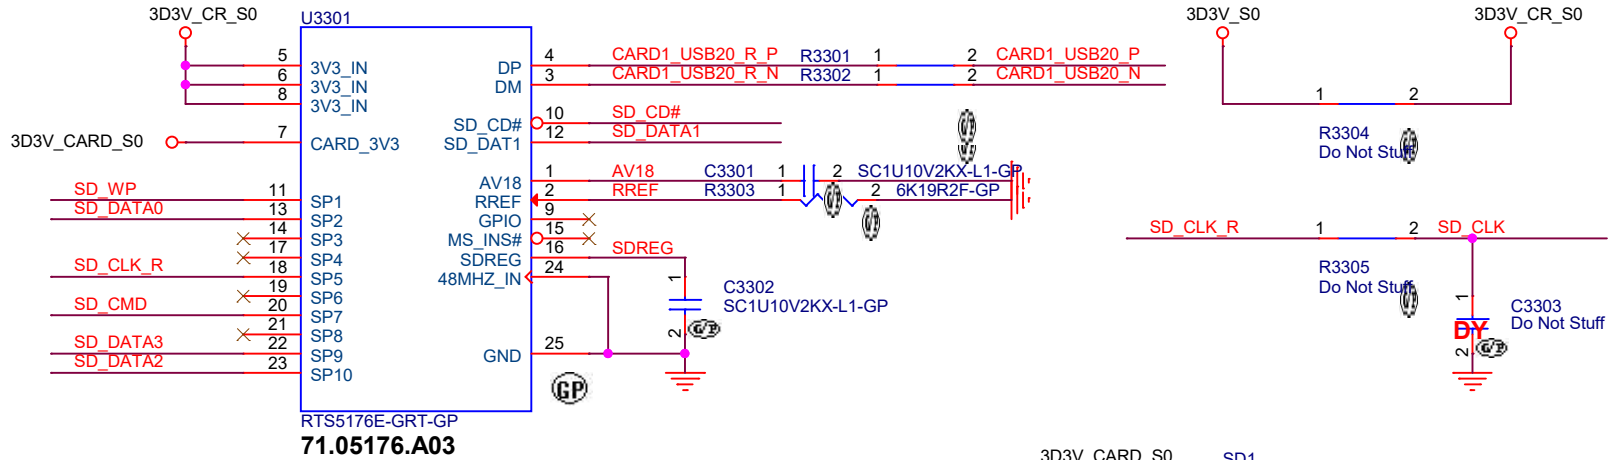 3D3V_CR_S0
U3301
3D3V_S0
3D3V_CR_S0
5 3V3_IN
6 3V3_IN
8 3V3_IN
DP 4 CARD1_USB20_R_P R3301 1 2 CARD1_USB20_P
DM 3 CARD1_USB20_R_N R3302 1 2 CARD1_USB20_N
1 2
R3304
Do Not Stuff
3D3V_CARD_S0 7 CARD_3V3
SD_CD# 10 SD_CD#
SD_DAT1 12 SD_DATA1
AV18 1 AV18 C3301 1 2 SC1U10V2KX-L1-GP
RREF 2 RREF R3303 1 2 6K19R2F-GP
GPIO 9
MS_INS# 15
SDREG 16 SDREG
48MHZ_IN 24
GND 25
SD_WP 11 SP1
SD_DATA0 13 SP2
14 SP3
17 SP4
SD_CLK_R 18 SP5
19 SP6
SD_CMD 20 SP7
21 SP8
SD_DATA3 22 SP9
SD_DATA2 23 SP10
1
C3302
SC1U10V2KX-L1-GP
2
G/P
GP
RTS5176E-GRT-GP
71.05176.A03
SD_CLK_R 1 2 SD_CLK
R3305
Do Not Stuff
1
C3303
Do Not Stuff
DY
2
G/P
3D3V_CARD_S0
SD1